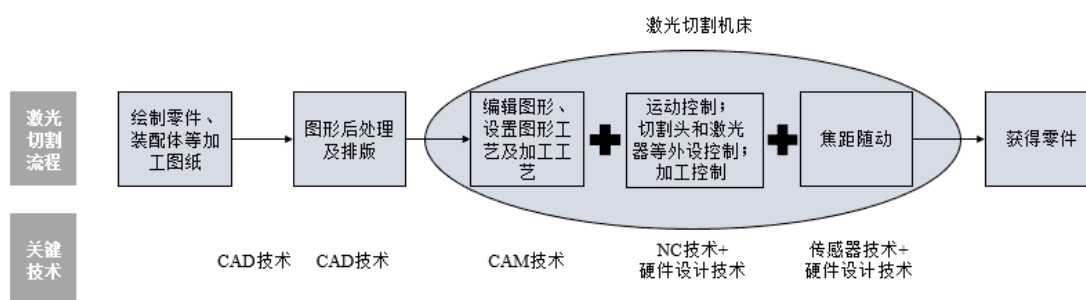 激光切割机床
激光
切割
流程
绘制零件、
装配体等加
工图纸
图形后处理
及排版
编辑图形、
设置图形工
艺及加工工
艺
运动控制；
切割头和激光
器等外设控制；
加工控制
焦距随动
获得零件
关键
技术
CAD技术
CAD技术
CAM技术
NC技术+
硬件设计技术
传感器技术+
硬件设计技术